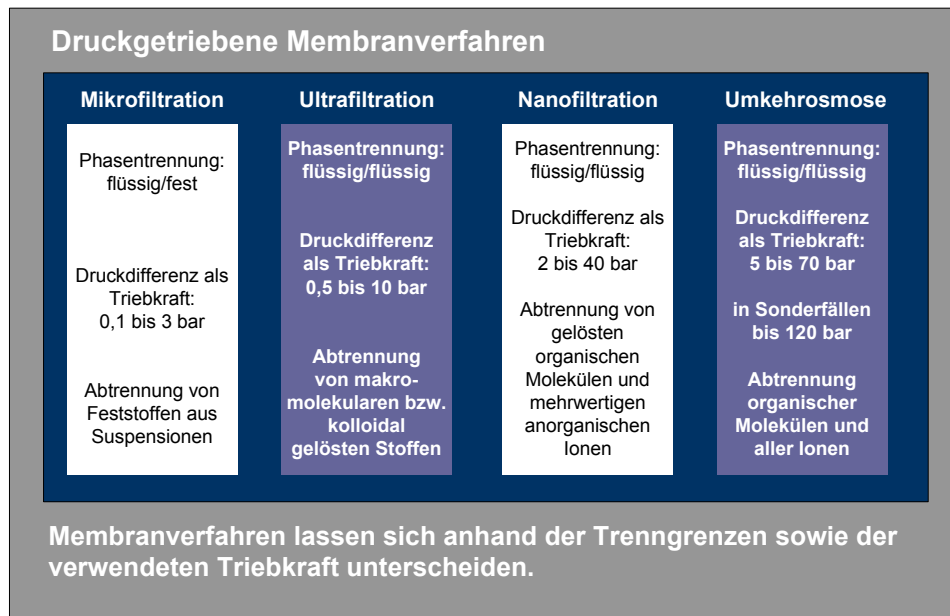 Druckgetriebene Membranverfahren
Mikrofiltration
Phasentrennung:
flüssig/fest
Druckdifferenz als
Triebkraft:
0,1 bis 3 bar
Abtrennung von
Feststoffen aus
Suspensionen
Ultrafiltration
Phasentrennung:
flüssig/flüssig
Druckdifferenz
als Triebkraft:
0,5 bis 10 bar
Abtrennung
von makro-
molekularen bzw.
kolloidal
gelösten Stoffen
Nanofiltration
Phasentrennung:
flüssig/flüssig
Druckdifferenz als
Triebkraft:
2 bis 40 bar
Abtrennung von
gelösten
organischen
Molekülen und
mehrwertigen
anorganischen
Ionen
Umkehrosmose
Phasentrennung:
flüssig/flüssig
Druckdifferenz
als Triebkraft:
5 bis 70 bar
in Sonderfällen
bis 120 bar
Abtrennung
organischer
Molekülen und
aller Ionen
Membranverfahren lassen sich anhand der Trenngrenzen sowie der
verwendeten Triebkraft unterscheiden.